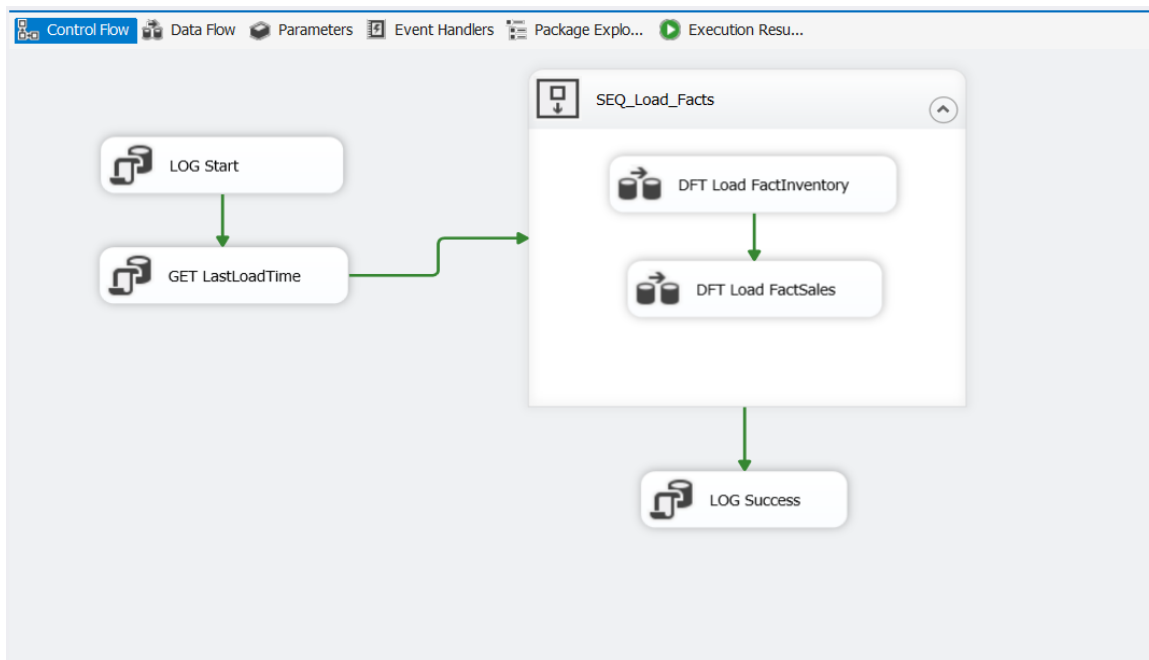 Control Flow Data Flow Parameters Event Handlers Package Explo... Execution Resu...
SEQ_Load_Facts
LOG Start
GET LastLoadTime
DFT Load FactInventory
DFT Load FactSales
LOG Success